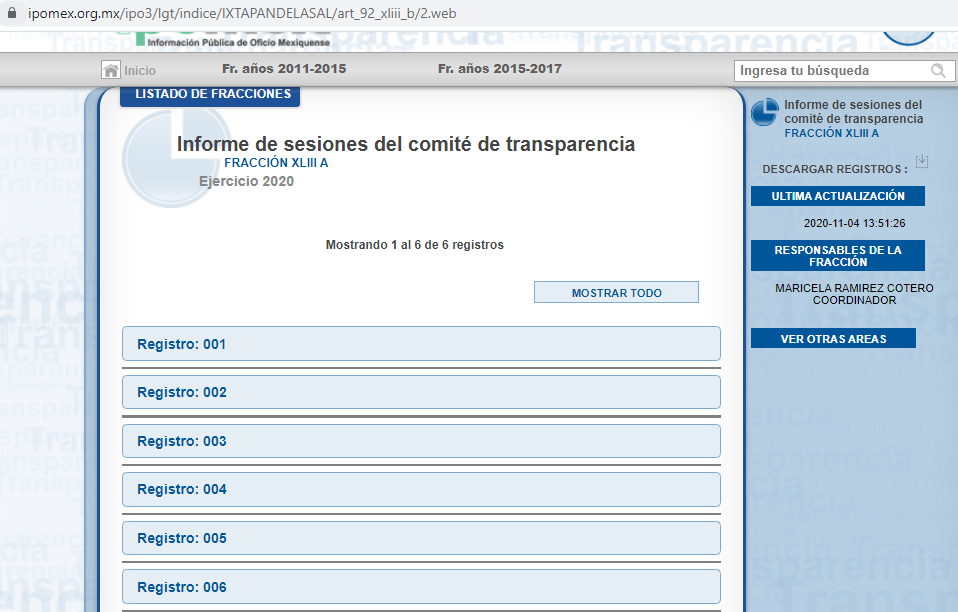 ipomex.org.mx/ipo3/lgt/indice/IXTAPANDELASAL/art_92_xliii_b/2.web
Información Pública de Oficio Mexiquense
Inicio
Fr. años 2011-2015
Fr. años 2015-2017
Ingresa tu búsqueda
LISTADO DE FRACCIONES
Informe de sesiones del comité de transparencia
FRACCIÓN XLIII A
Ejercicio 2020
Mostrando 1 al 6 de 6 registros
MOSTRAR TODO
Registro: 001
Registro: 002
Registro: 003
Registro: 004
Registro: 005
Registro: 006
Informe de sesiones del
comité de transparencia
FRACCIÓN XLIII A
DESCARGAR REGISTROS :
ULTIMA ACTUALIZACIÓN
2020-11-04 13:51:26
RESPONSABLES DE LA
FRACCIÓN
MARICELA RAMIREZ COTERO
COORDINADOR
VER OTRAS AREAS